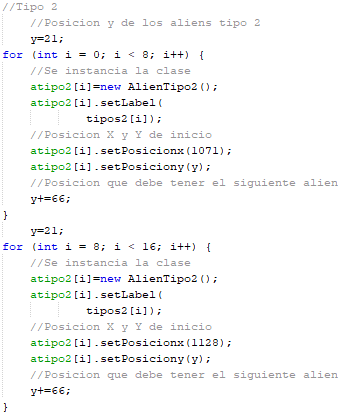 //Tipo 2
//Posicion y de los aliens tipo 2
y=21;
for (int i = 0; i < 8; i++) {
//Se instancia la clase
atipo2[i]=new AlienTipo2();
atipo2[i].setLabel(
tipos2[i]);
//Posicion X y Y de inicio
atipo2[i].setPosicionx(1071);
atipo2[i].setPosiciony(y);
//Posicion que debe tener el siguiente alien
y+=66;
}
y=21;
for (int i = 8; i < 16; i++) {
//Se instancia la clase
atipo2[i]=new AlienTipo2();
atipo2[i].setLabel(
tipos2[i]);
//Posicion X y Y de inicio
atipo2[i].setPosicionx(1128);
atipo2[i].setPosiciony(y);
//Posicion que debe tener el siguiente alien
y+=66;
}